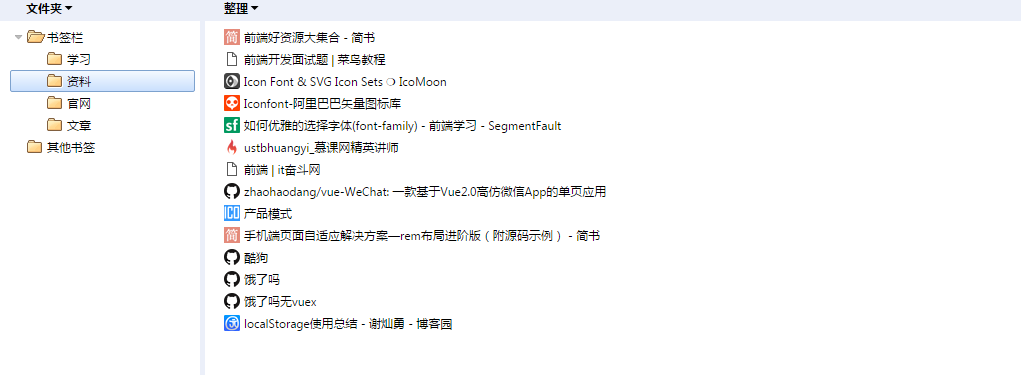 文件夹
整理
书签栏
学习
资料
官网
文章
其他书签
前端好资源大集合 - 简书
前端开发面试题 | 菜鸟教程
Icon Font & SVG Icon Sets ❍ IcoMoon
Iconfont-阿里巴巴矢量图标库
如何优雅的选择字体(font-family) - 前端学习 - SegmentFault
ustbhuangyi_慕课网精英讲师
前端 | it奋斗网
zhaohaodang/vue-WeChat: 一款基于Vue2.0高仿微信App的单页应用
产品模式
手机端页面自适应解决方案—rem布局进阶版（附源码示例） - 简书
酷狗
饿了吗
饿了吗无vuex
localStorage使用总结 - 谢灿勇 - 博客园
简
sf
ICO
简